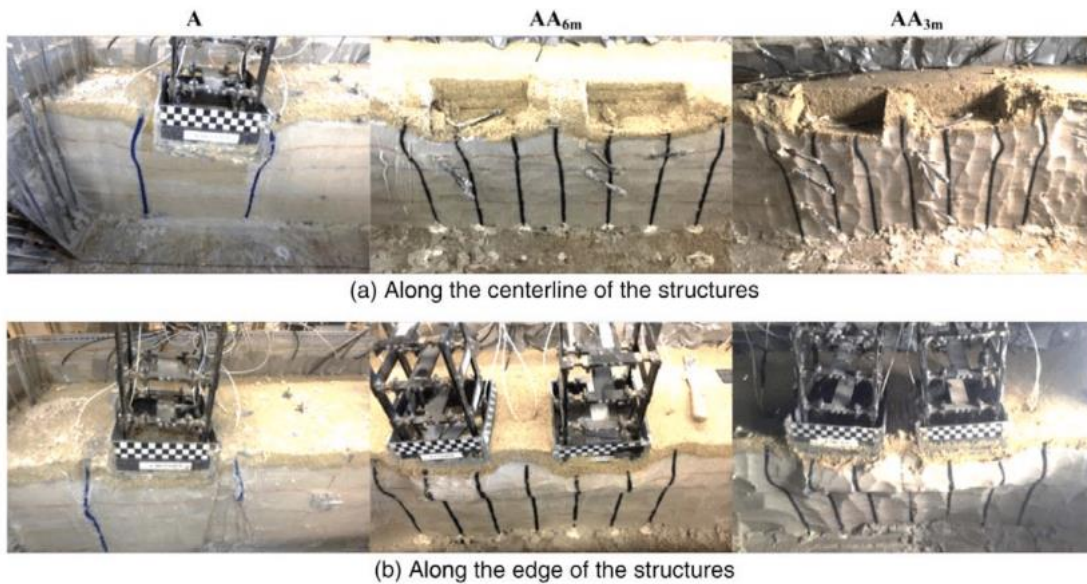 A AA6m AA3m
(a) Along the centerline of the structures
(b) Along the edge of the structures